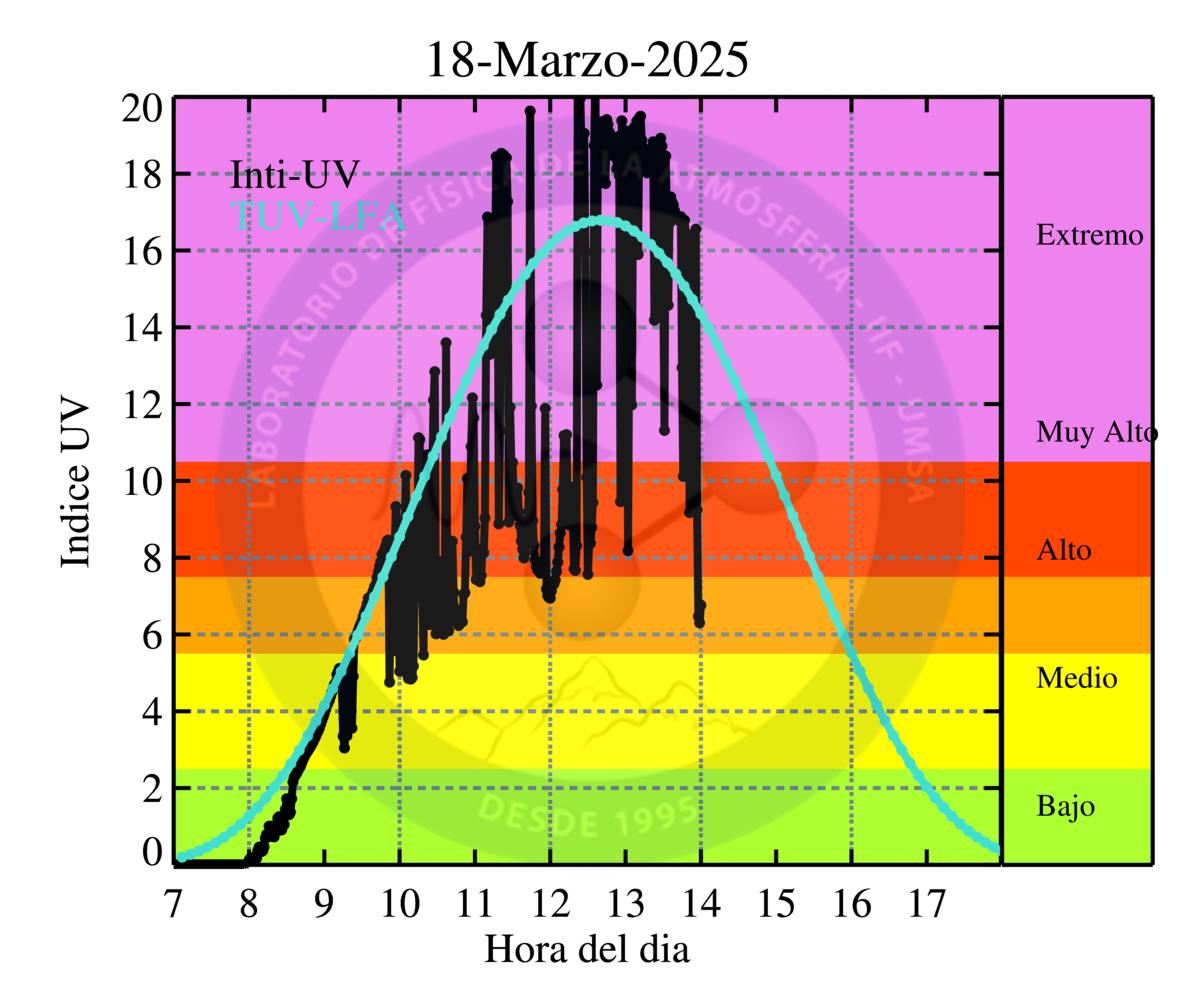 18-Marzo-2025
Inti-UV
TUV-LFA
LABORATORIO DE FÍSICA DE LA ATMÓSFERA - IIF - UMSA
DESDE 1995
Indice UV
20
18
16
14
12
10
8
6
4
2
0
Extremo
Muy Alto
Alto
Medio
Bajo
7 8 9 10 11 12 13 14 15 16 17
Hora del dia